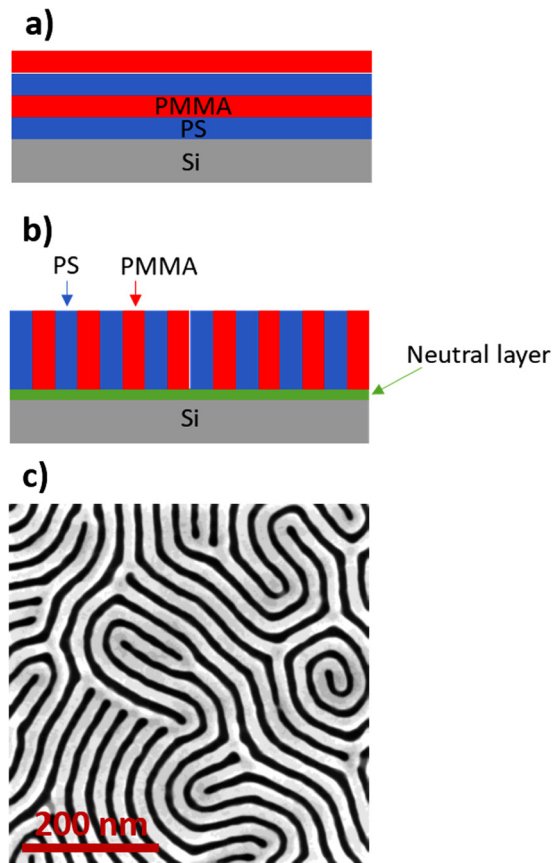 a)
PMMA
PS
Si
b)
PS PMMA
Neutral layer
Si
c)
200 nm